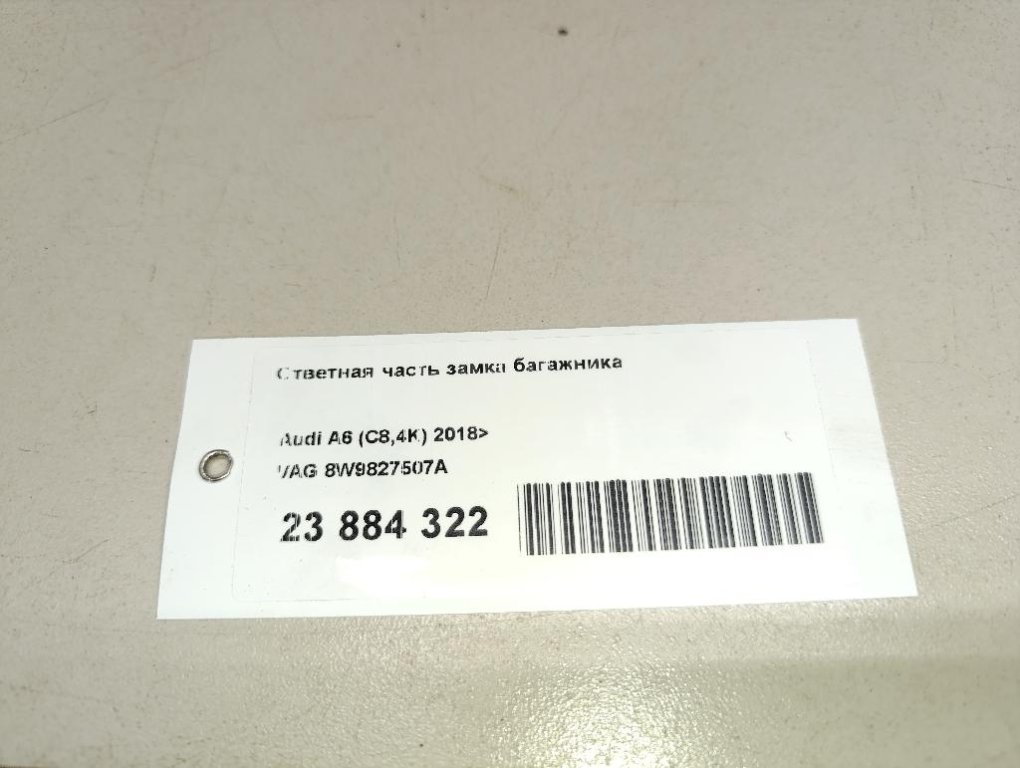 Ответная часть замка багажника
Audi A6 (C8,4K) 2018>
VAG 8W9827507A
23 884 322